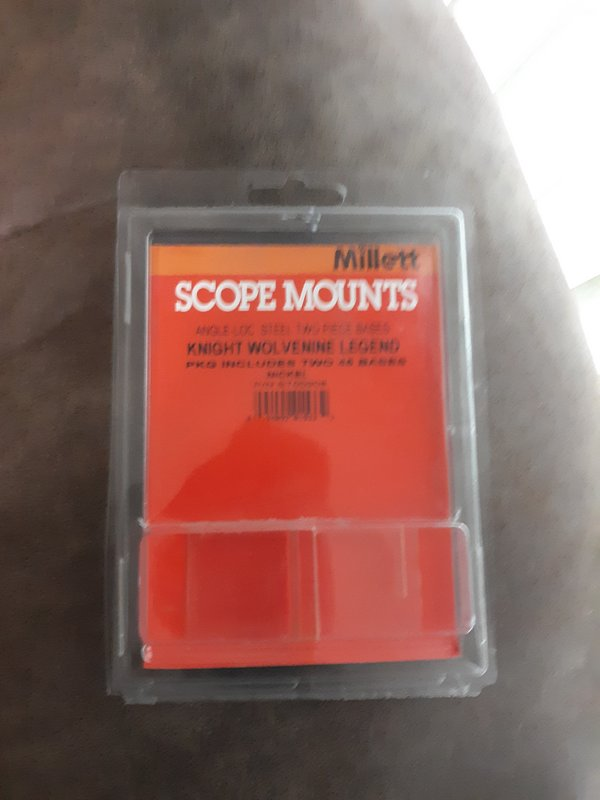 Millett
SCOPE MOUNTS
ANGLE LOC STEEL TWO PIECE BASES
KNIGHT WOLVENINE LEGEND
PKG INCLUDES TWO 45 BASES
NICKEL